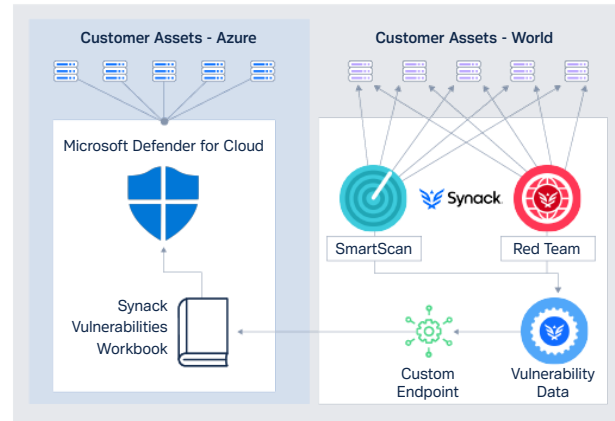 Customer Assets - Azure
Microsoft Defender for Cloud
Synack
Vulnerabilities
Workbook
Customer Assets - World
Synack
SmartScan
Red Team
Custom
Endpoint
Vulnerability
Data